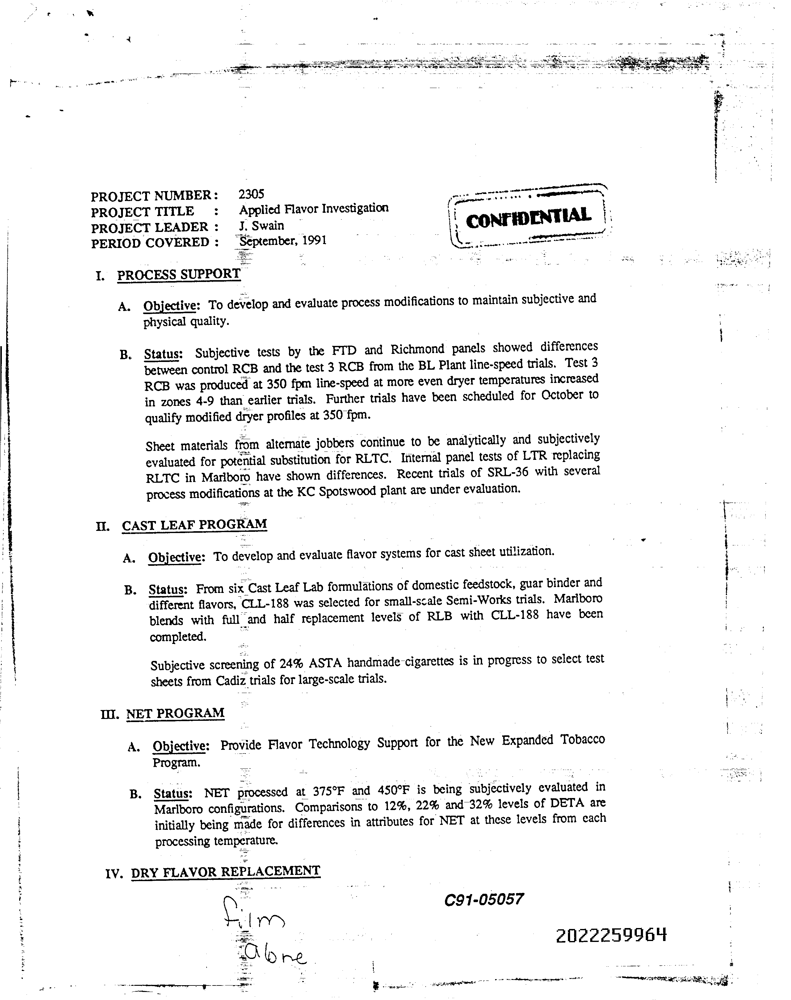 PROJECT NUMBER: 2305
PROJECT TITLE : Applied Flavor Investigation
PROJECT LEADER : J. Swain
PERIOD COVERED : September, 1991
CONFIDENTIAL
I. PROCESS SUPPORT
A. Objective: To develop and evaluate process modifications to maintain subjective and
physical quality.
B. Status: Subjective tests by the FTD and Richmond panels showed differences
between control RCB and the test 3 RCB from the BL Plant line-speed trials. Test 3
RCB was produced at 350 fpm line-speed at more even dryer temperatures increased
in zones 4-9 than earlier trials. Further trials have been scheduled for October to
qualify modified dryer profiles at 350 fpm.
Sheet materials from alternate jobbers continue to be analytically and subjectively
evaluated for potential substitution for RLTC. Internal panel tests of LTR replacing
RLTC in Marlboro have shown differences. Recent trials of SRL-36 with several
process modifications at the KC Spotswood plant are under evaluation.
II. CAST LEAF PROGRAM
A. Objective: To develop and evaluate flavor systems for cast sheet utilization.
B. Status: From six Cast Leaf Lab formulations of domestic feedstock, guar binder and
different flavors, CLL-188 was selected for small-scale Semi-Works trials. Marlboro
blends with full and half replacement levels of RLB with CLL-188 have been
completed.
Subjective screening of 24% ASTA handmade cigarettes is in progress to select test
sheets from Cadiz trials for large-scale trials.
III. NET PROGRAM
A. Objective: Provide Flavor Technology Support for the New Expanded Tobacco
Program.
B. Status: NET processed at 375°F and 450°F is being subjectively evaluated in
Marlboro configurations. Comparisons to 12%, 22% and 32% levels of DETA are
initially being made for differences in attributes for NET at these levels from each
processing temperature.
IV. DRY FLAVOR REPLACEMENT
film
C91-05057
2022259964